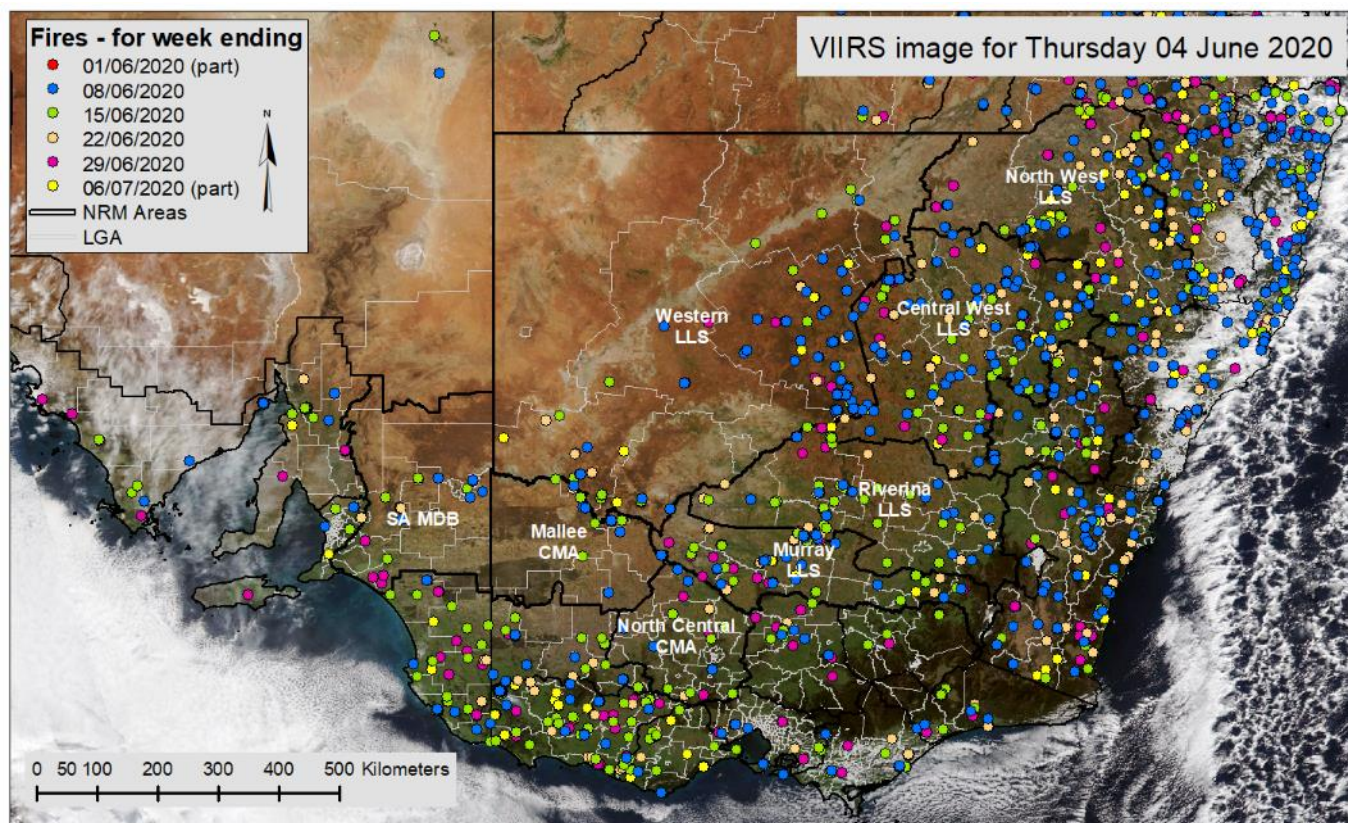 Fires - for week ending
01/06/2020 (part)
08/06/2020
15/06/2020
22/06/2020
29/06/2020
06/07/2020 (part)
NRM Areas
LGA
N
VIIRS image for Thursday 04 June 2020
North West
LLS
Western
LLS
Central West
LLS
SA MDB
Mallee
CMA
Riverina
LLS
Murray
LLS
North Central
CMA
0 50 100 200 300 400 500 Kilometers